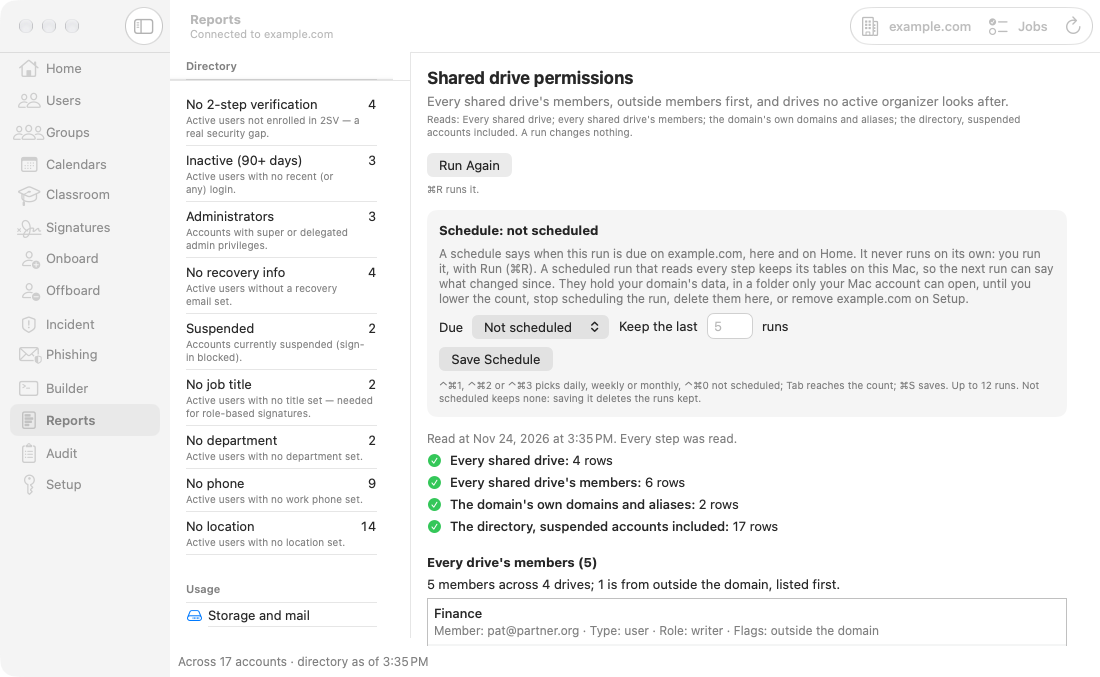 Reports
Connected to example.com
example.com
Jobs
Home
Users
Groups
Calendars
Classroom
Signatures
Onboard
Offboard
Incident
Phishing
Builder
Reports
Audit
Setup
Directory
No 2-step verification 4
Active users not enrolled in 2SV — a
real security gap.
Inactive (90+ days) 3
Active users with no recent (or
any) login.
Administrators 3
Accounts with super or delegated
admin privileges.
No recovery info 4
Active users without a recovery
email set.
Suspended 2
Accounts currently suspended (sign-
in blocked).
No job title 2
Active users with no title set — needed
for role-based signatures.
No department 2
Active users with no department set.
No phone 9
Active users with no work phone set.
No location 14
Active users with no location set.
Usage
Storage and mail
Across 17 accounts · directory as of 3:35 PM
Shared drive permissions
Every shared drive's members, outside members first, and drives no active organizer looks after.
Reads: Every shared drive; every shared drive's members; the domain's own domains and aliases; the directory, suspended
accounts included. A run changes nothing.
Run Again
⌘R runs it.
Schedule: not scheduled
A schedule says when this run is due on example.com, here and on Home. It never runs on its own: you run
it, with Run (⌘R). A scheduled run that reads every step keeps its tables on this Mac, so the next run can say
what changed since. They hold your domain's data, in a folder only your Mac account can open, until you
lower the count, stop scheduling the run, delete them here, or remove example.com on Setup.
Due Not scheduled Keep the last 5 runs
Save Schedule
⌃⌘1, ⌃⌘2 or ⌃⌘3 picks daily, weekly or monthly, ⌃⌘0 not scheduled; Tab reaches the count; ⌘S saves. Up to 12 runs. Not
scheduled keeps none: saving it deletes the runs kept.
Read at Nov 24, 2026 at 3:35 PM. Every step was read.
Every shared drive: 4 rows
Every shared drive's members: 6 rows
The domain's own domains and aliases: 2 rows
The directory, suspended accounts included: 17 rows
Every drive's members (5)
5 members across 4 drives; 1 is from outside the domain, listed first.
Finance
Member: pat@partner.org · Type: user · Role: writer · Flags: outside the domain